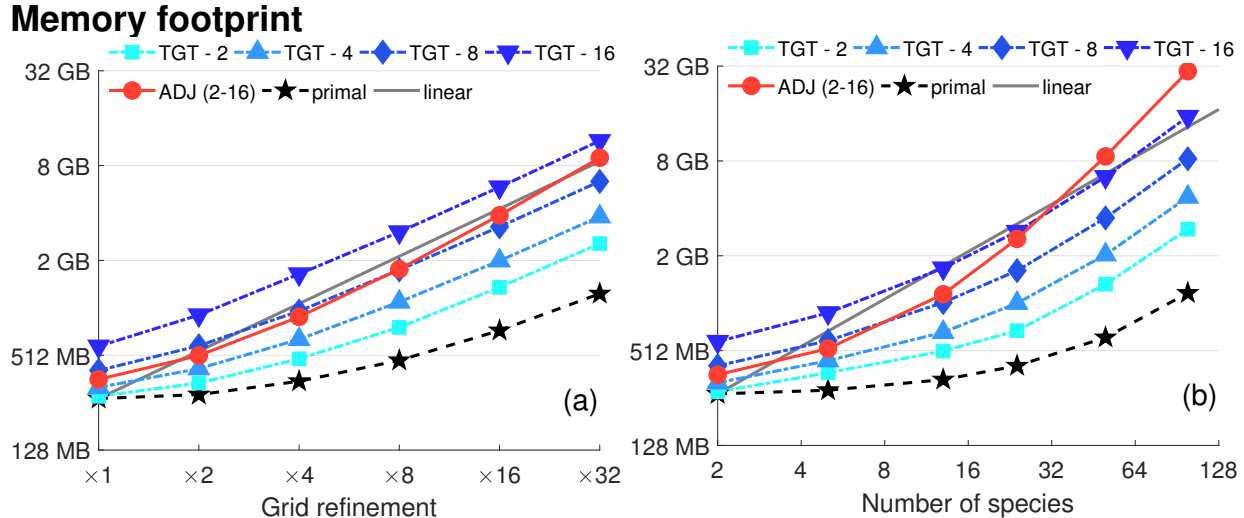 Memory footprint
TGT - 2 TGT - 4 TGT - 8 TGT - 16
32 GB
ADJ (2-16) primal linear
8 GB
2 GB
512 MB
(a)
128 MB
×1 ×2 ×4 ×8 ×16 ×32
Grid refinement
TGT - 2 TGT - 4 TGT - 8 TGT - 16
32 GB
ADJ (2-16) primal linear
8 GB
2 GB
512 MB
(b)
128 MB
2 4 8 16 32 64 128
Number of species